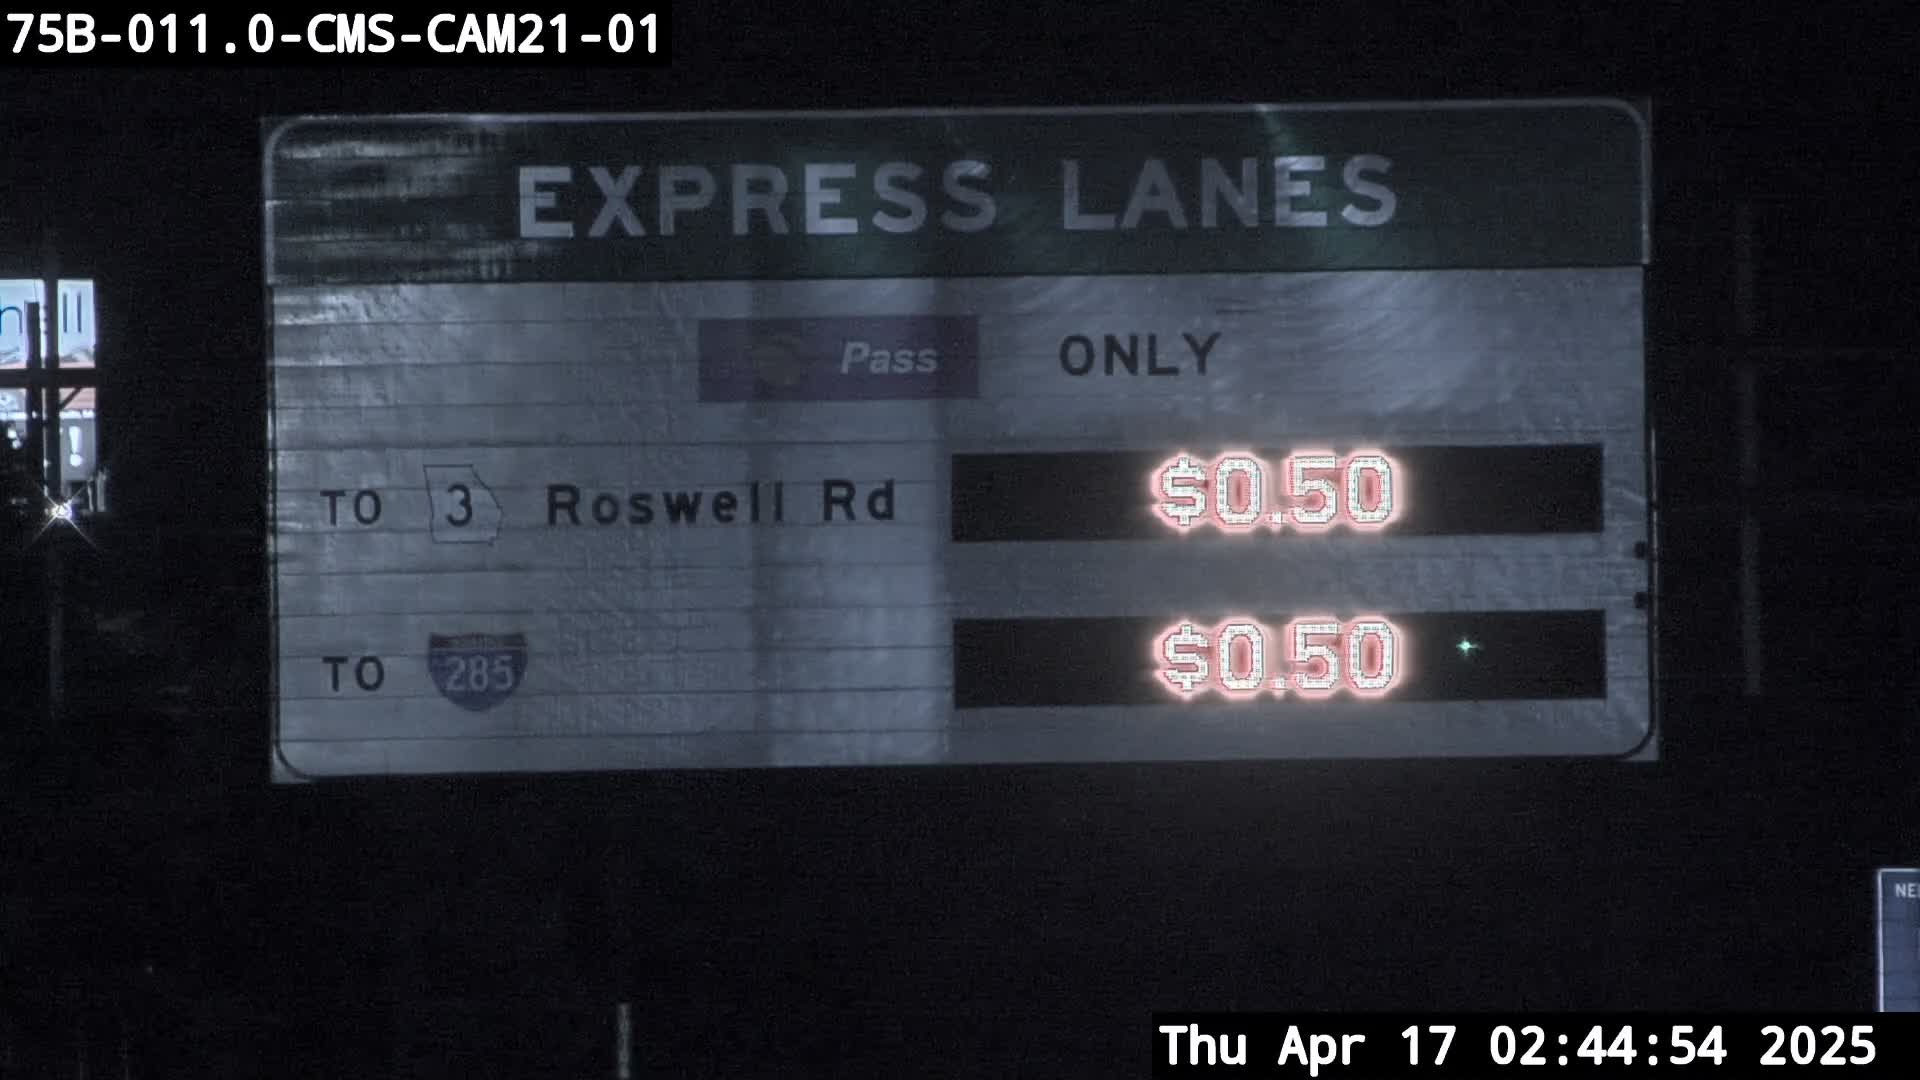 75B-011.0-CMS-CAM21-01
EXPRESS LANES
Pass ONLY
TO 3 Roswell Rd $0.50
TO 285 $0.50
Thu Apr 17 02:44:54 2025